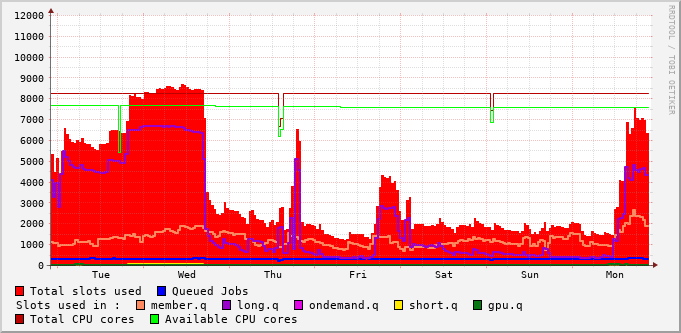 12000
11000
10000
9000
8000
7000
6000
5000
4000
3000
2000
1000
0
Tue Wed Thu Fri Sat Sun Mon
Total slots used Queued Jobs
Slots used in : member.q long.q ondemand.q short.q gpu.q
Total CPU cores Available CPU cores
RRDTOOL / TOBI OETIKER